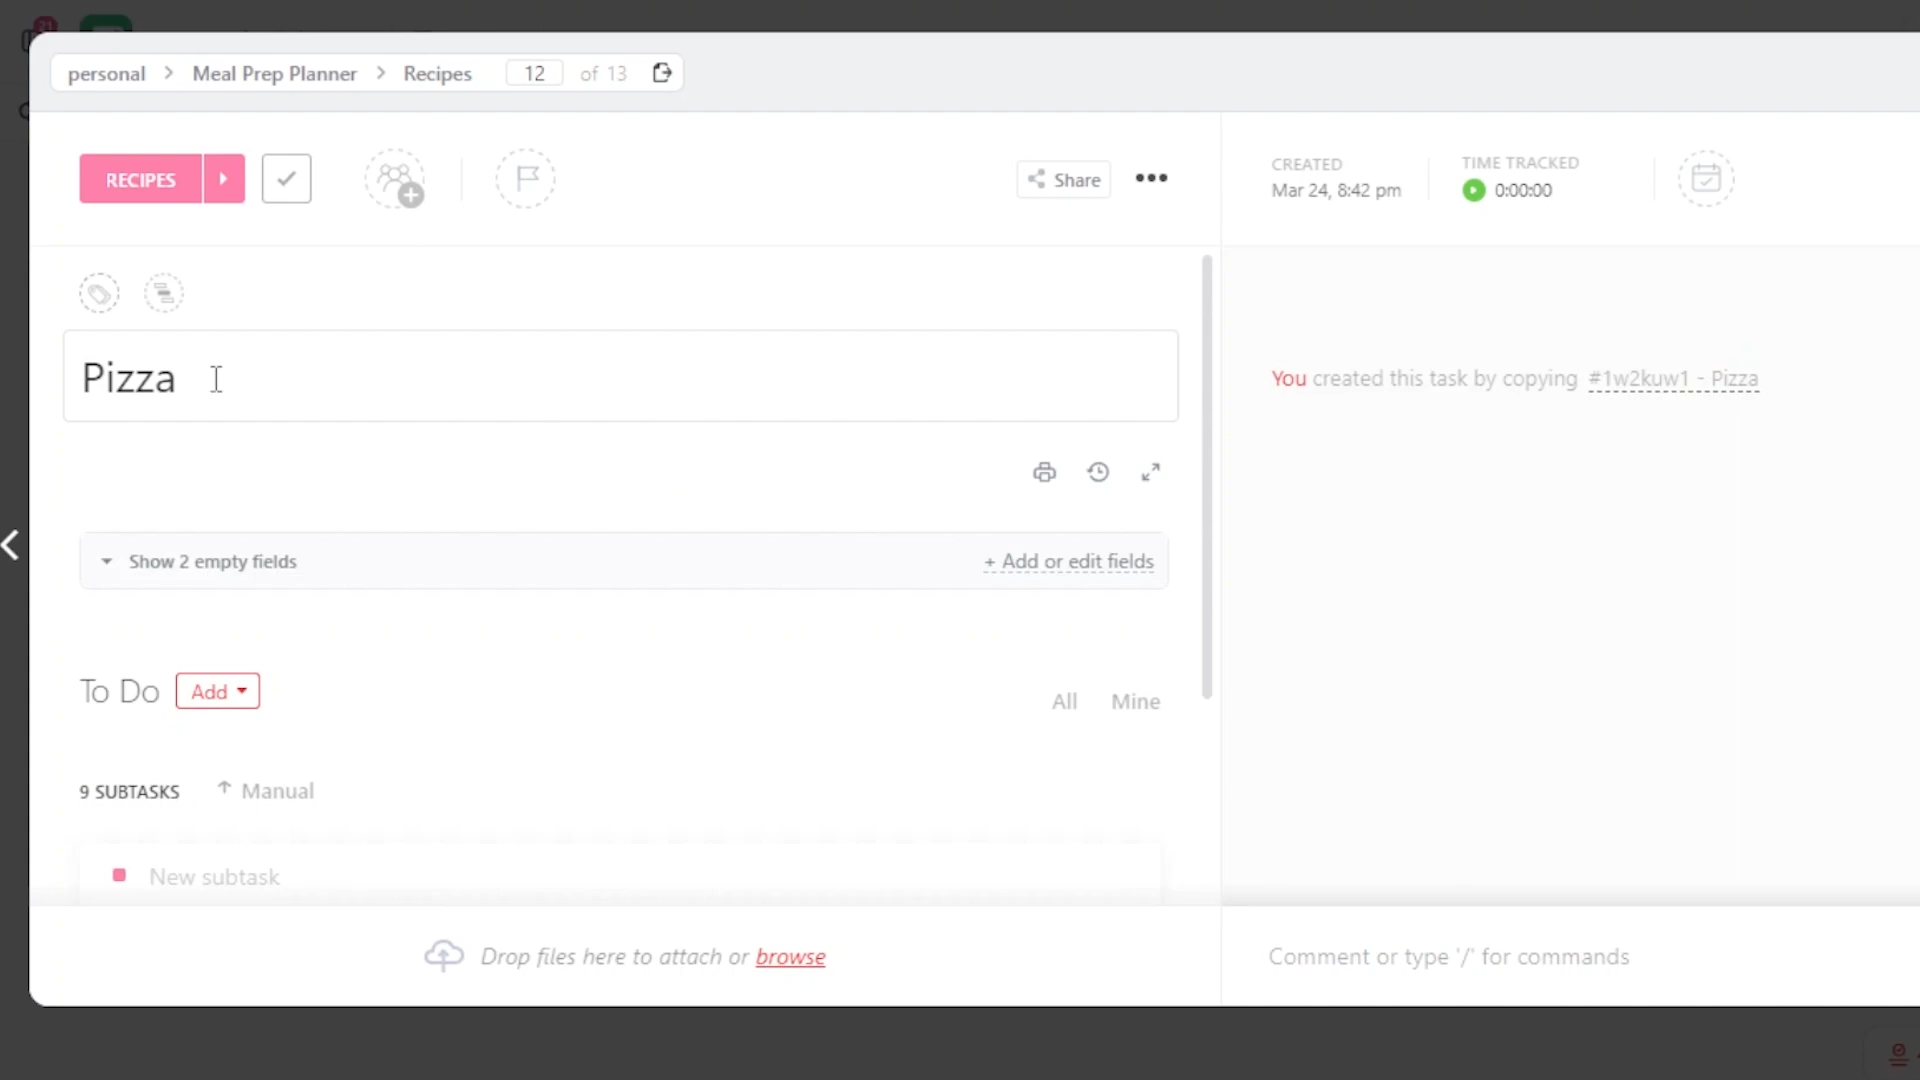 21
personal > Meal Prep Planner > Recipes 12 of 13
RECIPES
Share
CREATED
Mar 24, 8:42 pm
TIME TRACKED
0:00:00
Pizza
You created this task by copying #1w2kuw1 - Pizza
Show 2 empty fields
+ Add or edit fields
To Do Add
All Mine
9 SUBTASKS Manual
New subtask
Drop files here to attach or browse
Comment or type '/' for commands